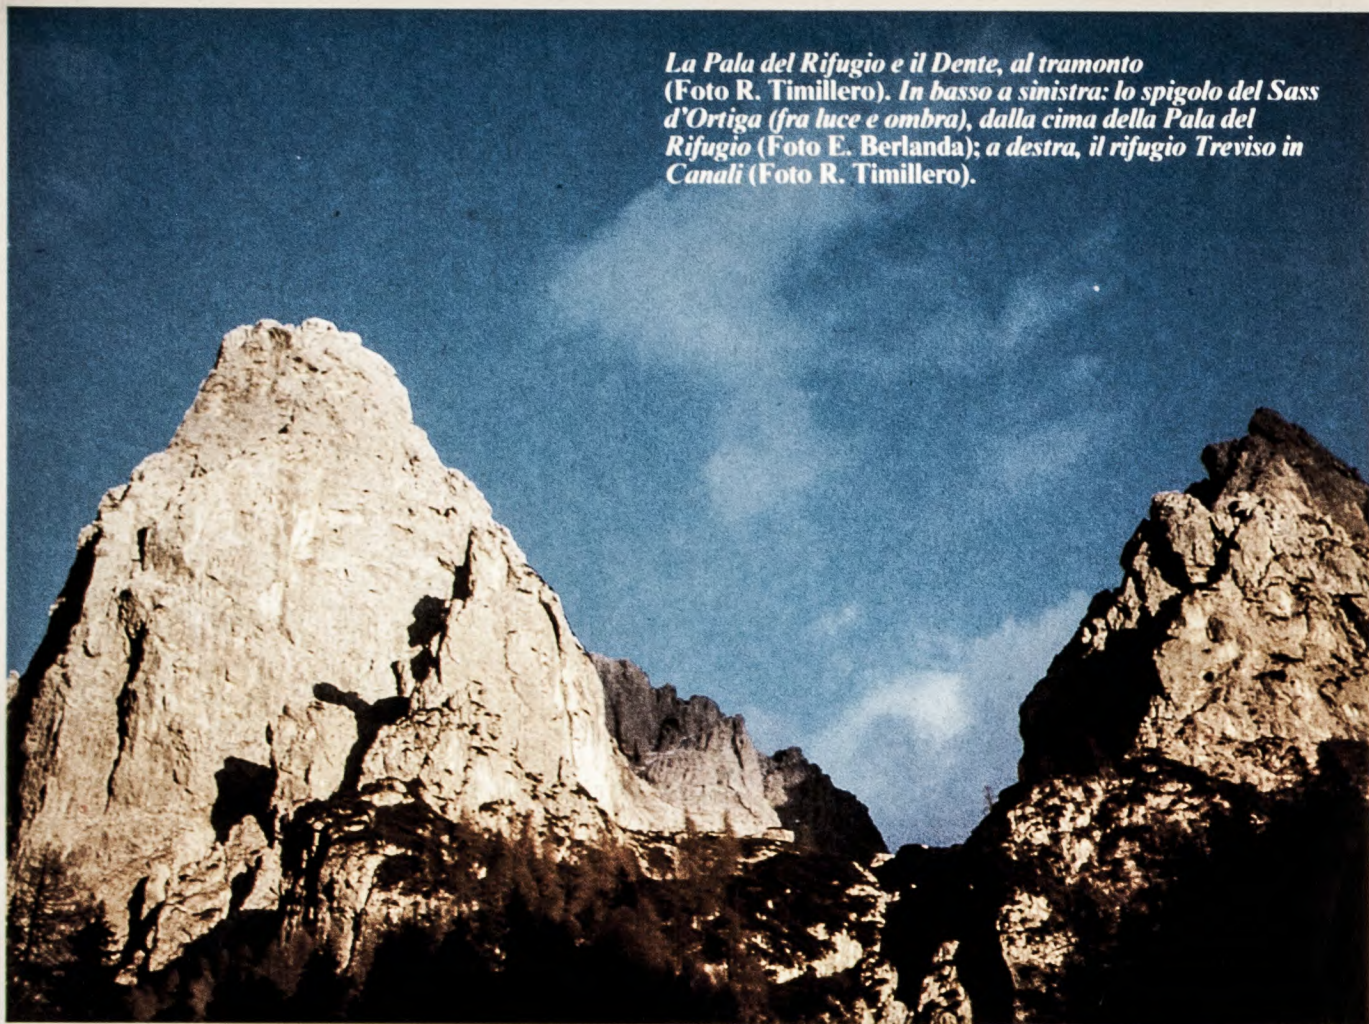 La Pala del Rifugio e il Dente, al tramonto
(Foto R. Timillero). In basso a sinistra: lo spigolo del Sass
d'Ortiga (fra luce e ombra), dalla cima della Pala del
Rifugio (Foto E. Berlanda); a destra, il rifugio Treviso in
Canali (Foto R. Timillero).